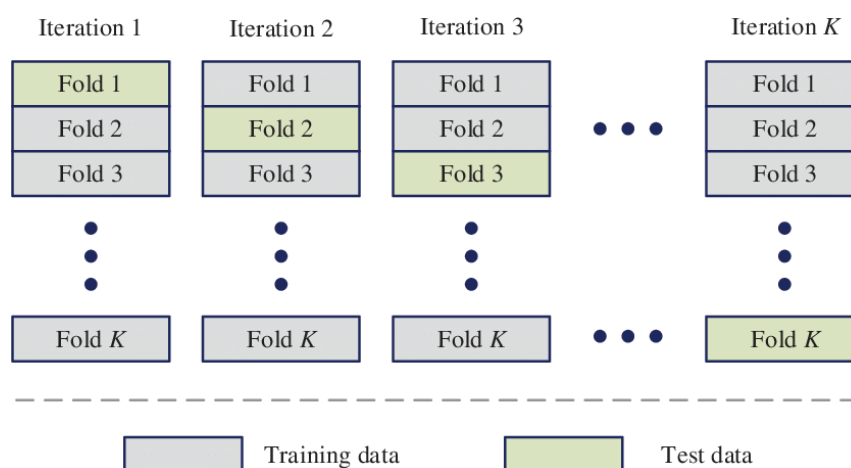 Iteration 1 Iteration 2 Iteration 3 Iteration K
Fold 1 Fold 1 Fold 1 Fold 1
Fold 2 Fold 2 Fold 2 Fold 2
Fold 3 Fold 3 Fold 3 Fold 3
Fold K Fold K Fold K Fold K
Training data Test data